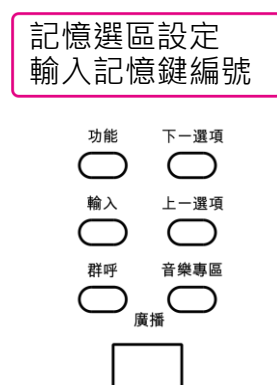 記憶選區設定
輸入記憶鍵編號
功能 下一選項
輸入 上一選項
群呼 音樂專區
廣播